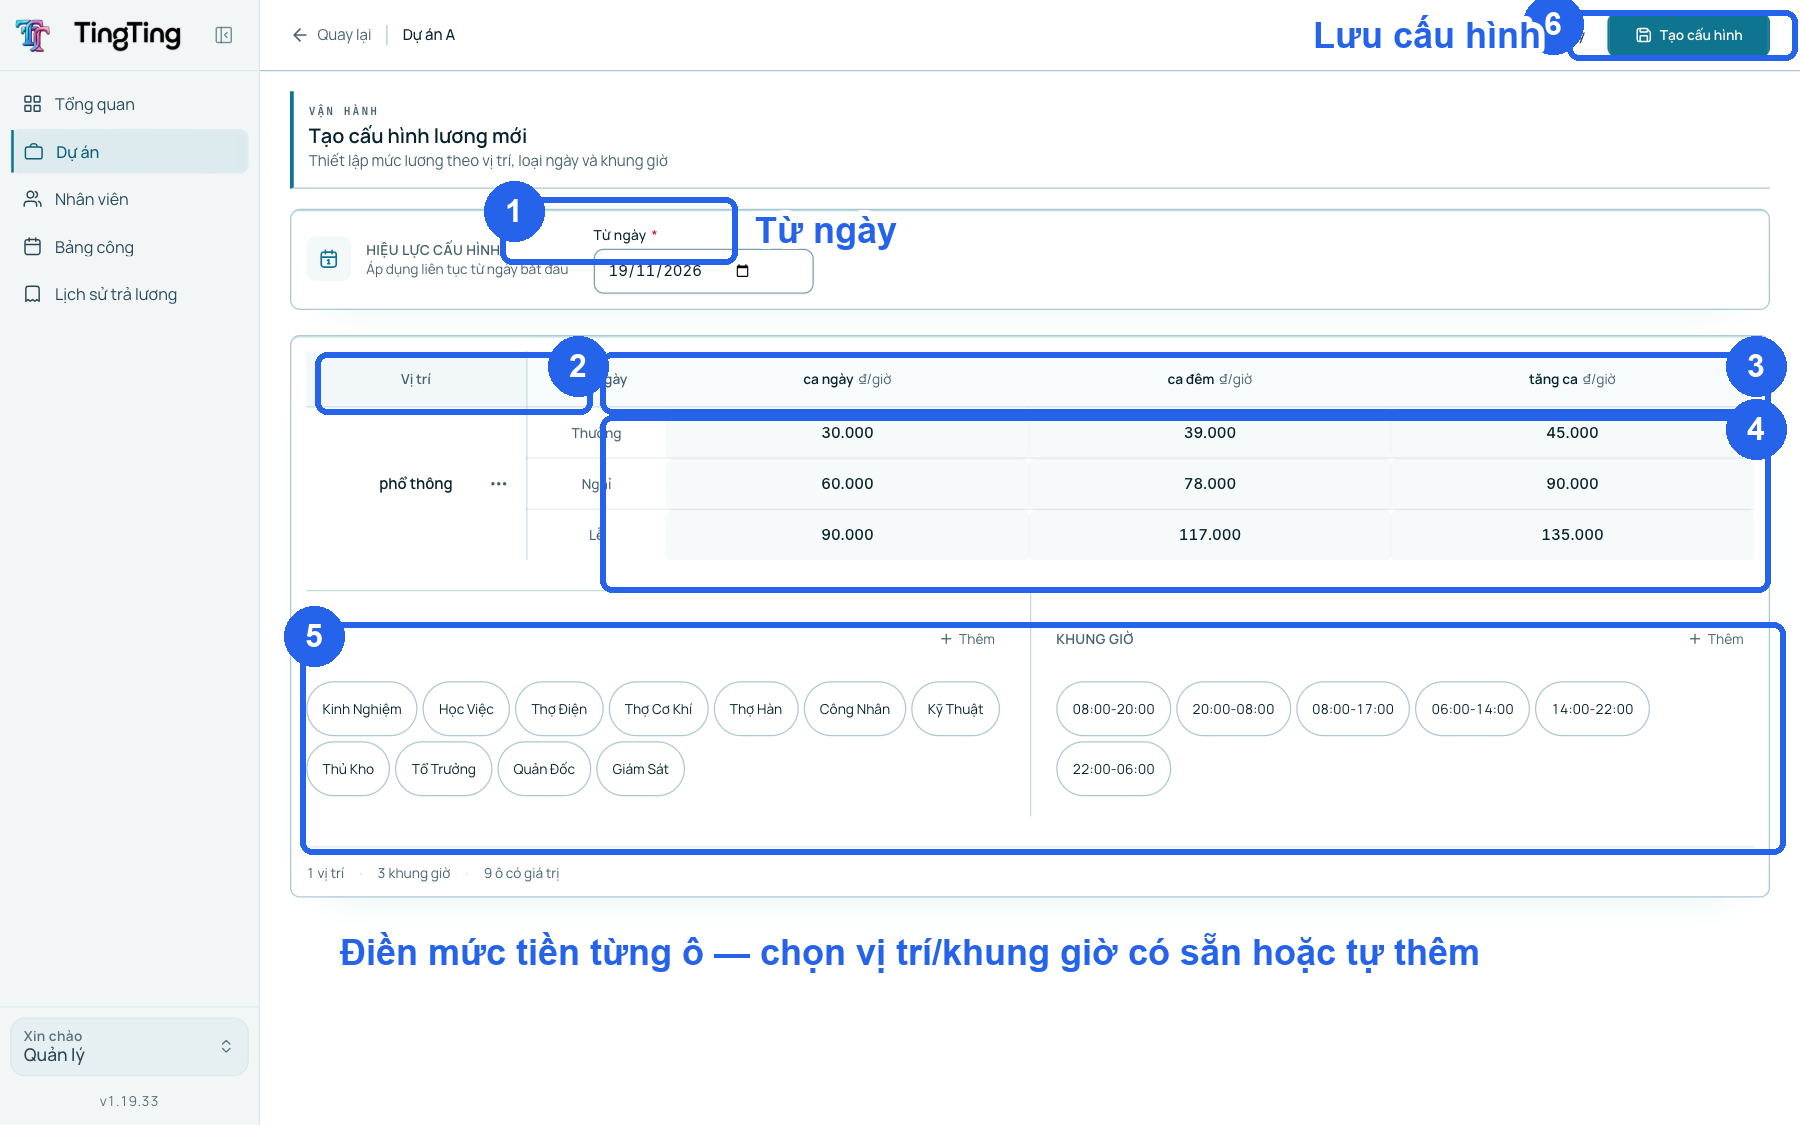 TingTing
Quay lại
Dự án A
Lưu cấu hình
6
Tạo cấu hình
Tổng quan
Dự án
Nhân viên
Bảng công
Lịch sử trả lương
VẬN HÀNH
Tạo cấu hình lương mới
Thiết lập mức lương theo vị trí, loại ngày và khung giờ
1
Từ ngày *
Từ ngày
HIỆU LỰC CẤU HÌNH
Áp dụng liên tục từ ngày bắt đầu
19/11/2026
2
3
Vị trí
ca ngày đ/giờ
ca đêm đ/giờ
tăng ca đ/giờ
4
Thường 30.000 39.000 45.000
phổ thông
Nghỉ 60.000 78.000 90.000
Lễ 90.000 117.000 135.000
5
+ Thêm
KHUNG GIỜ
+ Thêm
Kinh Nghiệm Học Việc Thợ Điện Thợ Cơ Khí Thợ Hàn Công Nhân Kỹ Thuật
Thủ Kho Tổ Trưởng Quản Đốc Giám Sát
08:00-20:00 20:00-08:00 08:00-17:00 06:00-14:00 14:00-22:00
22:00-06:00
1 vị trí · 3 khung giờ · 9 ô có giá trị
Điền mức tiền từng ô — chọn vị trí/khung giờ có sẵn hoặc tự thêm
Xin chào
Quản lý
v1.19.33